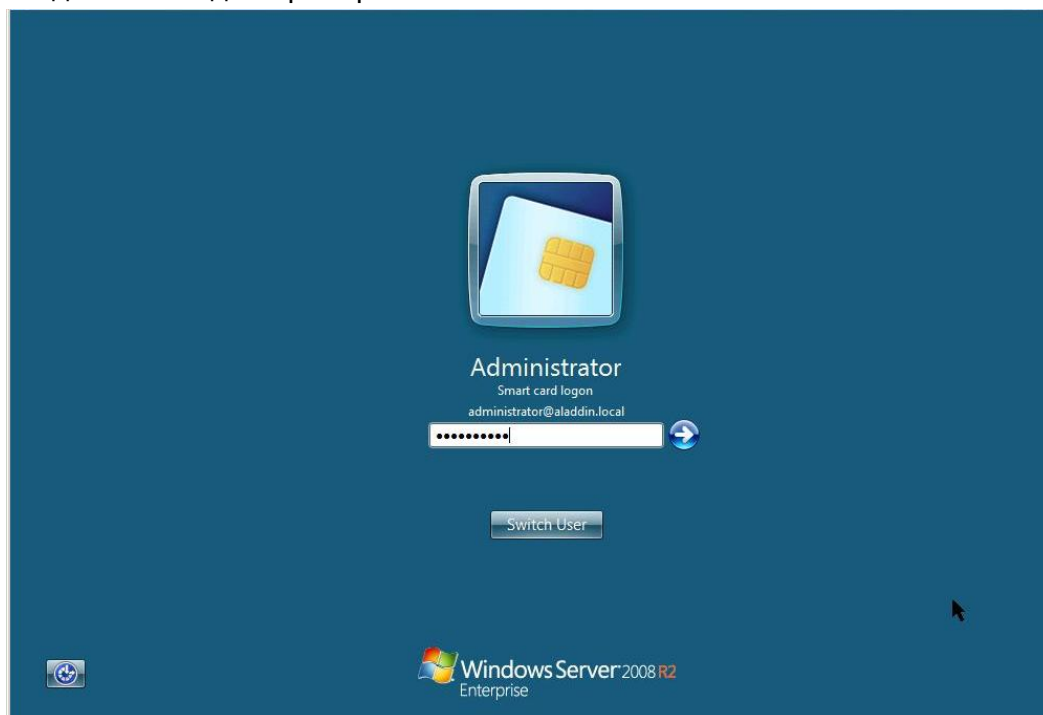 Administrator
Smart card logon
administrator@aladdin.local
••••••••••
Switch User
Windows Server 2008 R2
Enterprise